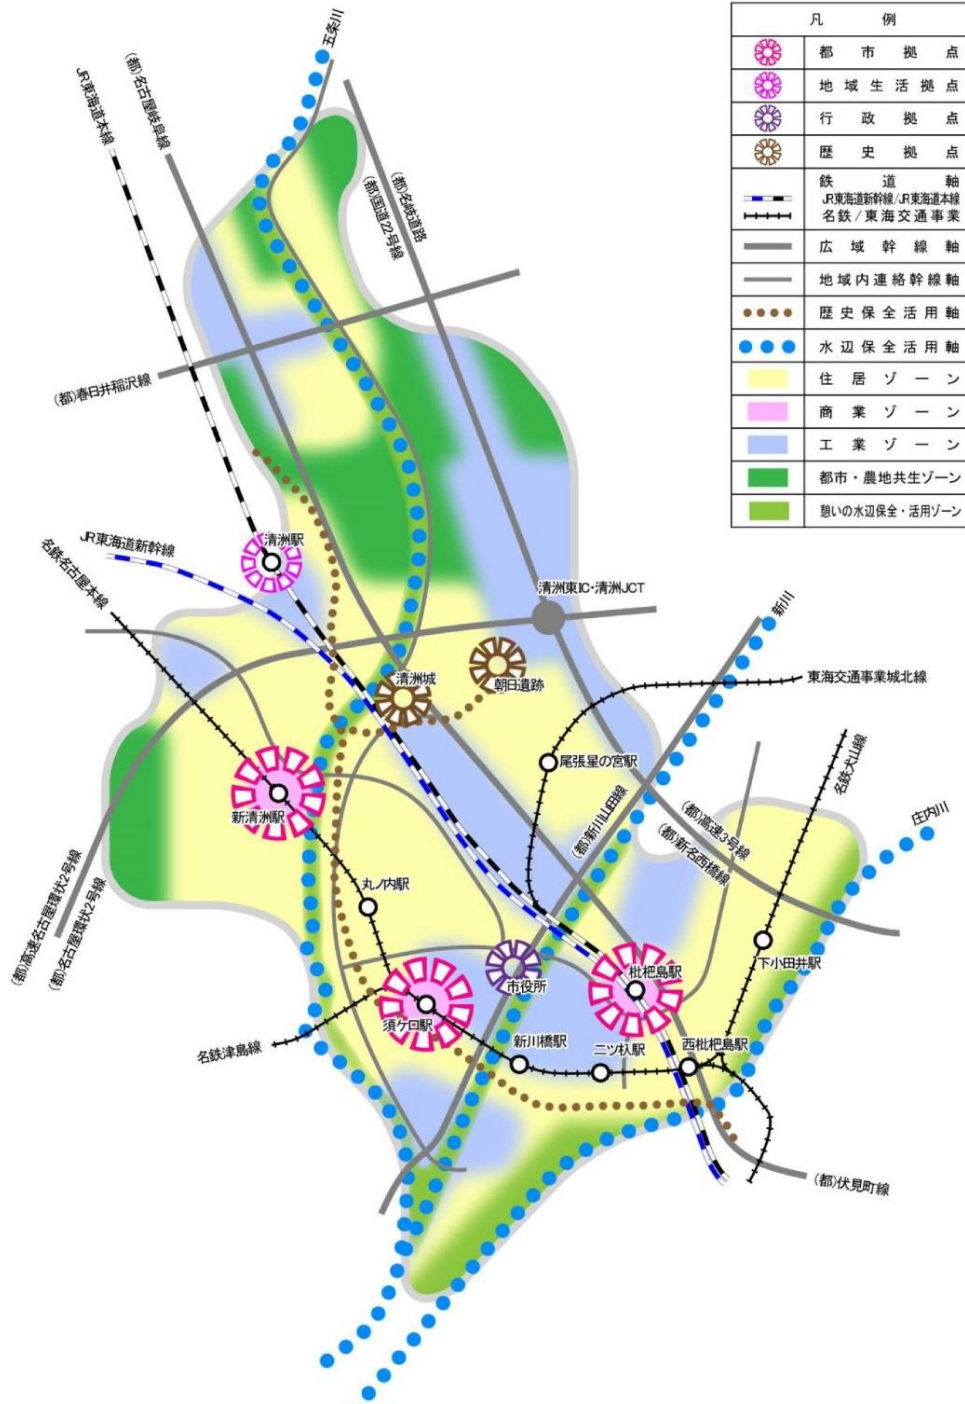 凡例
都市拠点
地域生活拠点
行政拠点
歴史拠点
鉄道軸
JR東海道新幹線/JR東海道本線
名鉄/東海交通事業
広域幹線軸
地域内連絡幹線軸
歴史保全活用軸
水辺保全活用軸
住居ゾーン
商業ゾーン
工業ゾーン
都市・農地共生ゾーン
憩いの水辺保全・活用ゾーン
五条川
(都)名古屋岐阜線
JR東海道本線
(都)名岐道路
(都)国道22号線
(都)春日井稲沢線
清洲駅
JR東海道新幹線
名鉄名古屋本線
清洲東IC・清洲JCT
新川
清洲城
朝日遺跡
東海交通事業城北線
尾張星の宮駅
名鉄犬山線
新清洲駅
(都)新川山田線
(都)高速3号線
(都)新名西橋線
庄内川
丸ノ内駅
(都)高速名古屋環状2号線
(都)名古屋環状2号線
下小田井駅
市役所
枇杷島駅
須ケ口駅
名鉄津島線
新川橋駅
二ツ杁駅
西枇杷島駅
(都)伏見町線